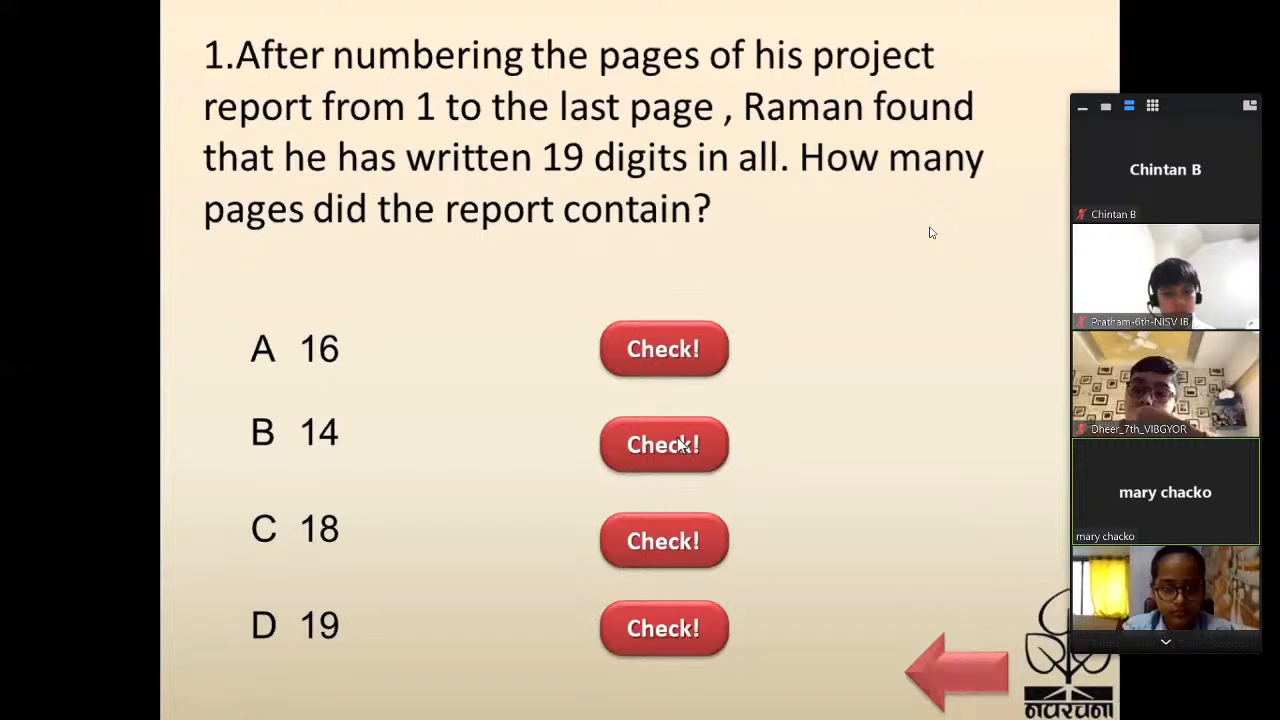 1.After numbering the pages of his project
report from 1 to the last page , Raman found
that he has written 19 digits in all. How many
pages did the report contain?
A 16
Check!
B 14
Check!
C 18
Check!
D 19
Check!
नवरचना
Chintan B
Chintan B
Pratham-6th-NISV IB
Dheer_7th_VIBGYOR
mary chacko
mary chacko